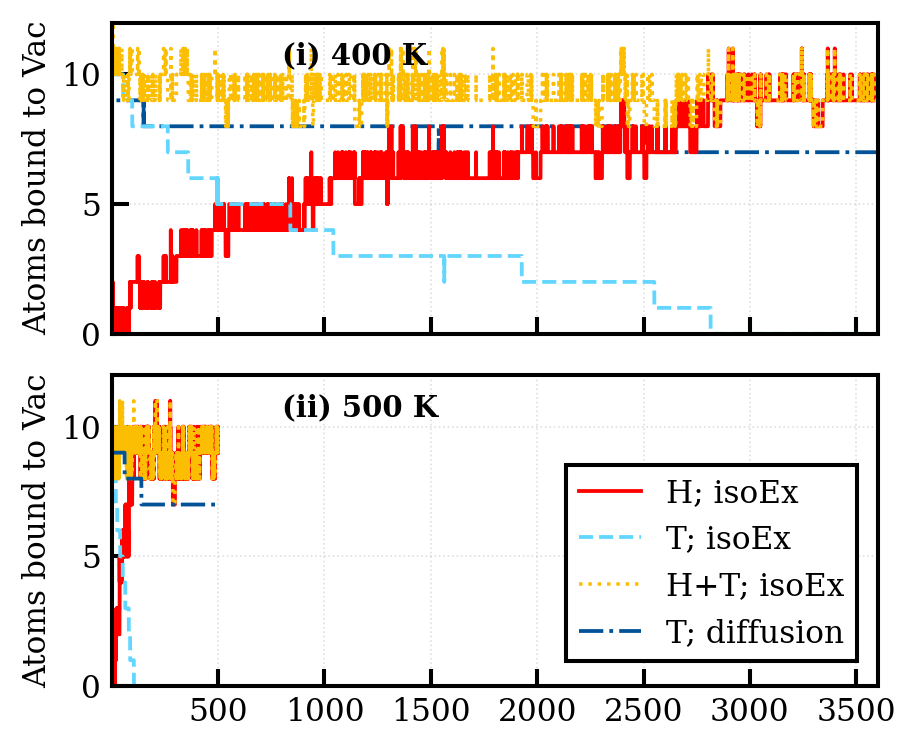 Atoms bound to Vac
(i) 400 K
10
5
0
Atoms bound to Vac
(ii) 500 K
10
5
0
H; isoEx
T; isoEx
H+T; isoEx
T; diffusion
500 1000 1500 2000 2500 3000 3500